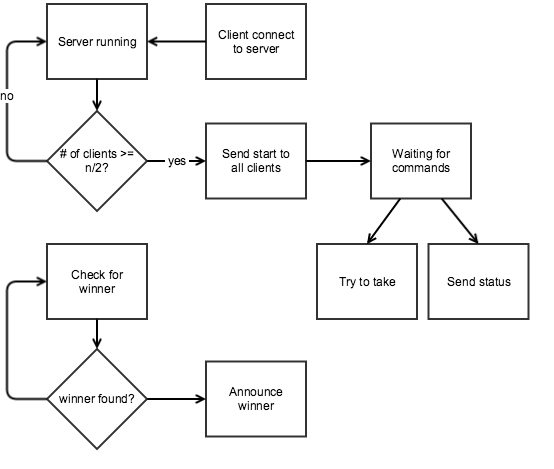 Server running
Client connect
to server
no
# of clients >=
n/2?
yes
Send start to
all clients
Waiting for
commands
Try to take
Send status
Check for
winner
winner found?
Announce
winner